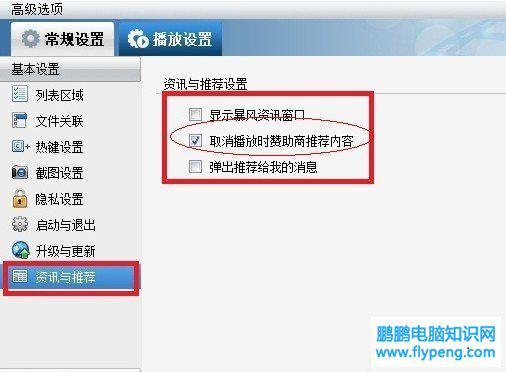 高级选项
常规设置
播放设置
基本设置
列表区域
文件关联
热键设置
截图设置
隐私设置
启动与退出
升级与更新
资讯与推荐
资讯与推荐设置
显示暴风资讯窗口
取消播放时赞助商推荐内容
弹出推荐给我的消息
鹏鹏电脑知识网
www.flypeng.com